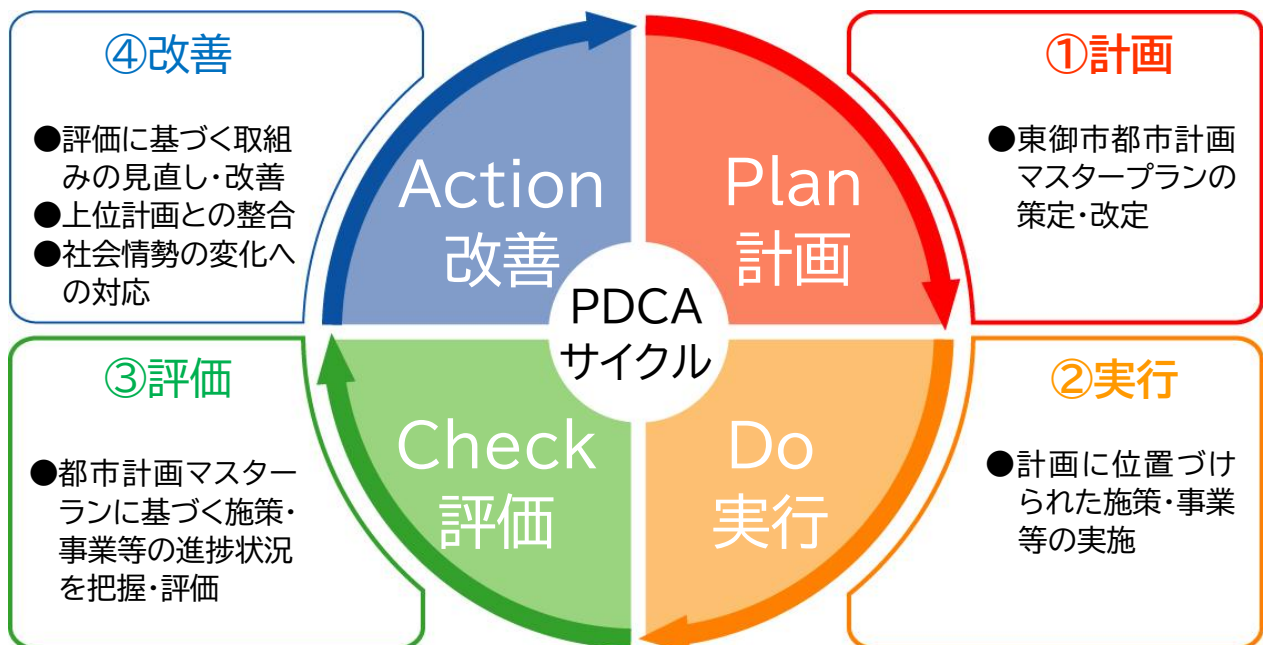 ④改善
●評価に基づく取組
みの見直し・改善
●上位計画との整合
●社会情勢の変化へ
の対応
Action
改善
Plan
計画
①計画
●東御市都市計画
マスタープランの
策定・改定
PDCA
サイクル
③評価
●都市計画マスター
ランに基づく施策・
事業等の進捗状況
を把握・評価
Check
評価
Do
実行
②実行
●計画に位置づけ
られた施策・事業
等の実施